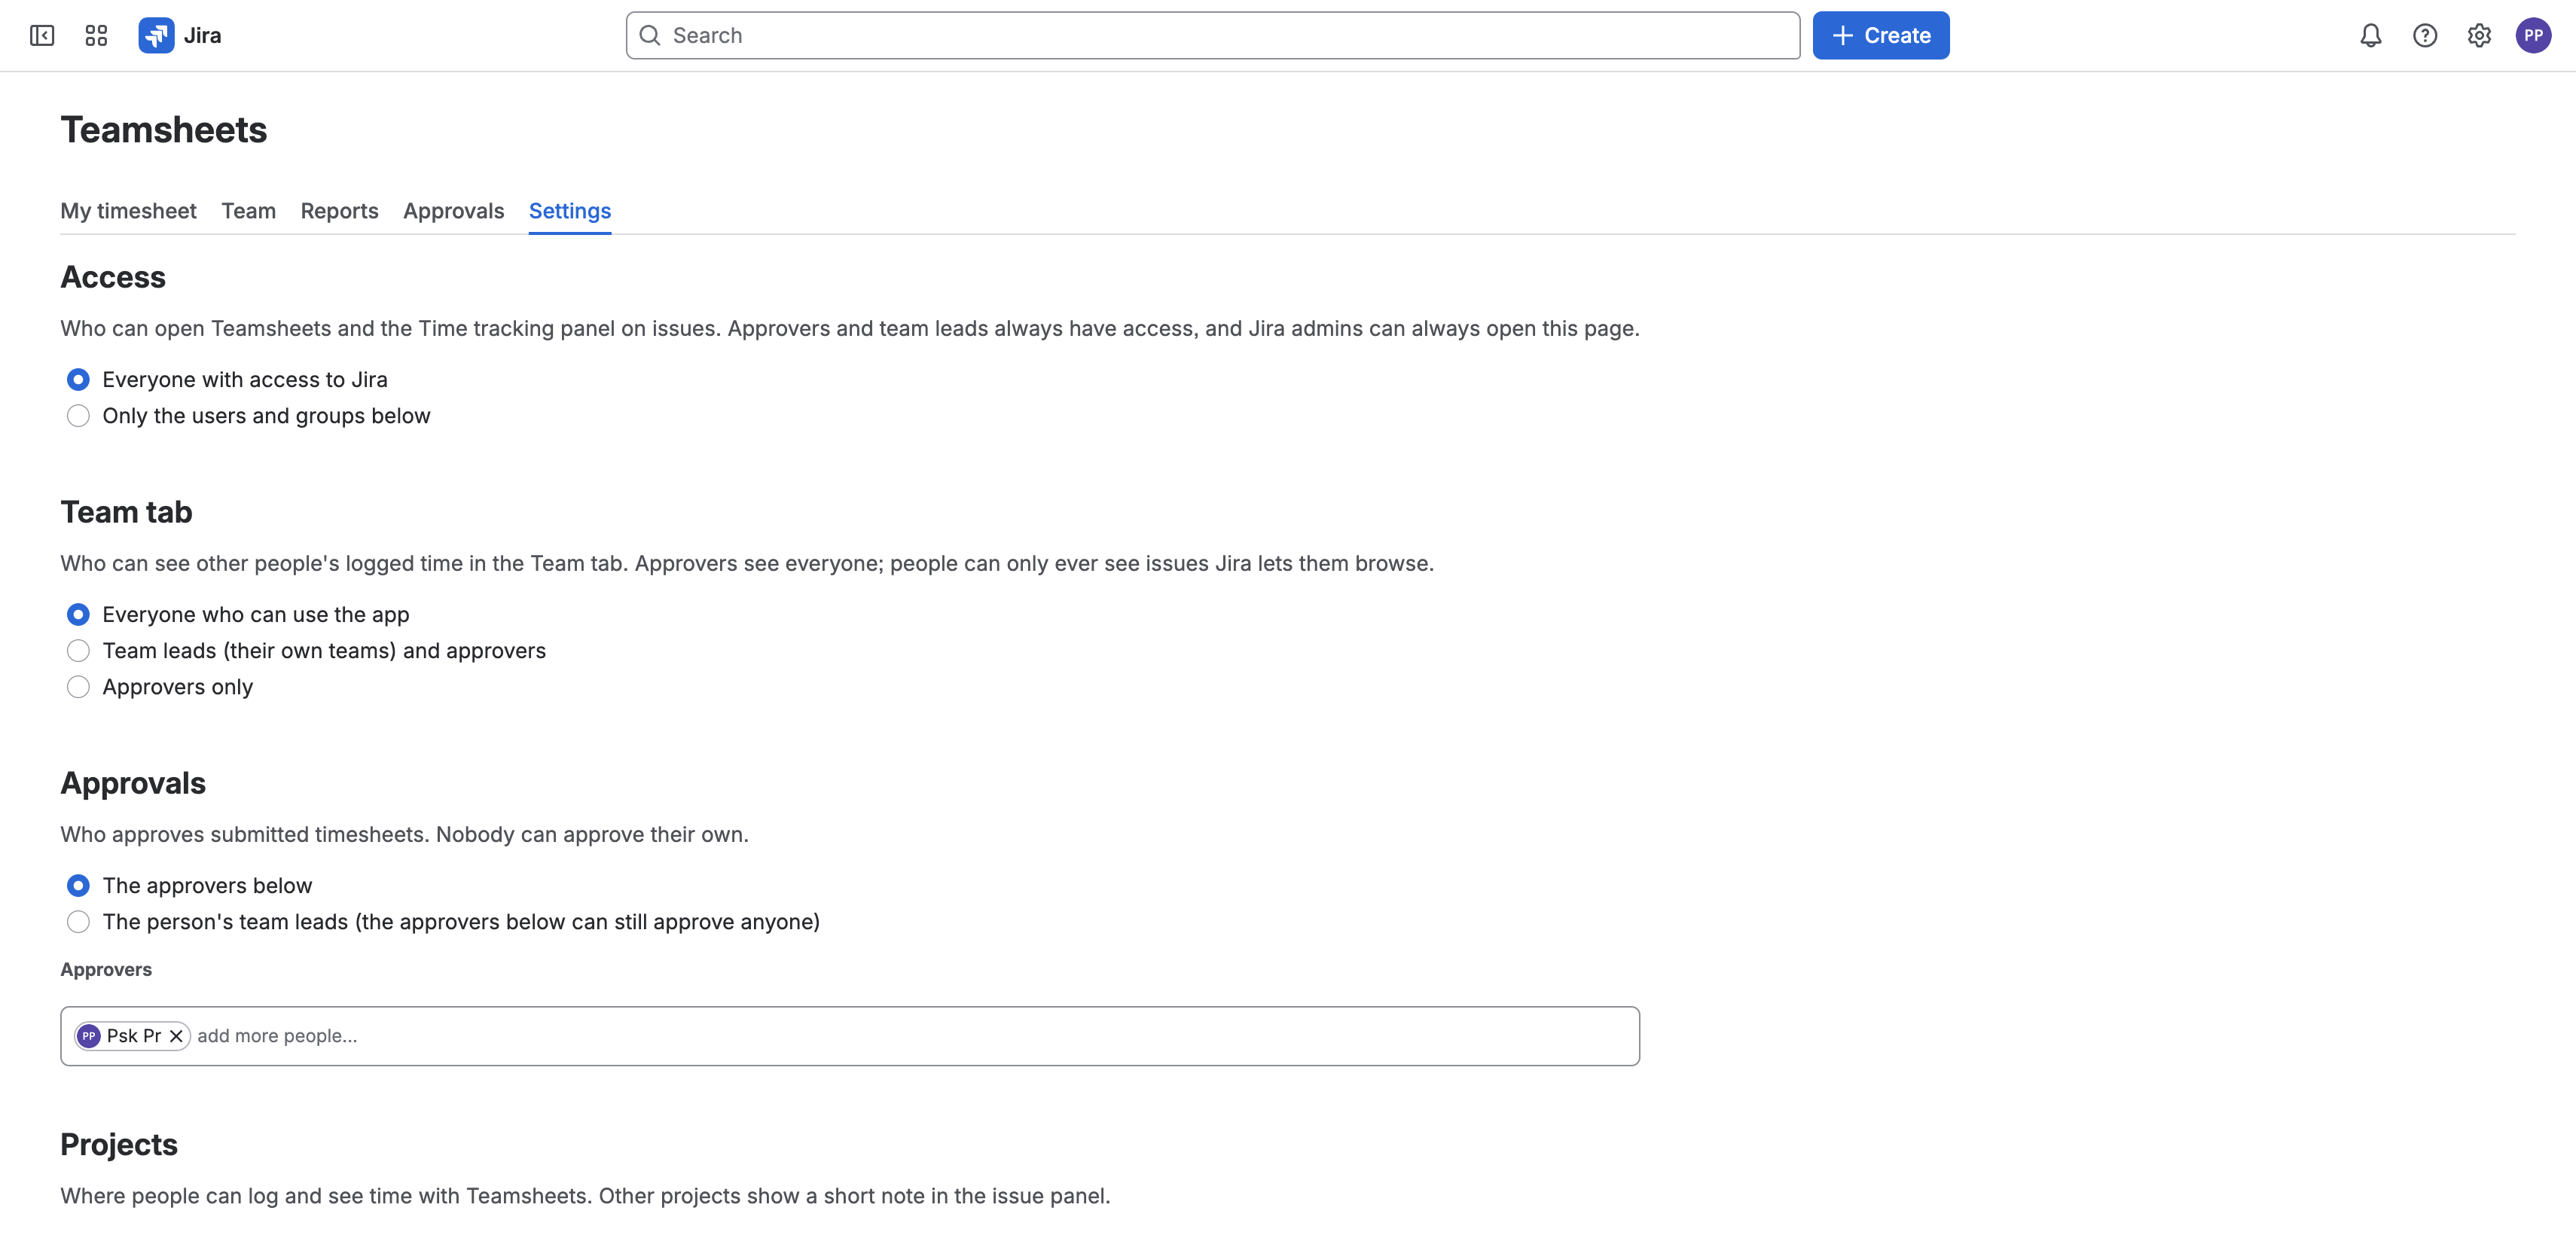 Jira
Search
Create
PP
Teamsheets
My timesheet Team Reports Approvals Settings
Access
Who can open Teamsheets and the Time tracking panel on issues. Approvers and team leads always have access, and Jira admins can always open this page.
Everyone with access to Jira
Only the users and groups below
Team tab
Who can see other people's logged time in the Team tab. Approvers see everyone; people can only ever see issues Jira lets them browse.
Everyone who can use the app
Team leads (their own teams) and approvers
Approvers only
Approvals
Who approves submitted timesheets. Nobody can approve their own.
The approvers below
The person's team leads (the approvers below can still approve anyone)
Approvers
PP Psk Pr add more people...
Projects
Where people can log and see time with Teamsheets. Other projects show a short note in the issue panel.